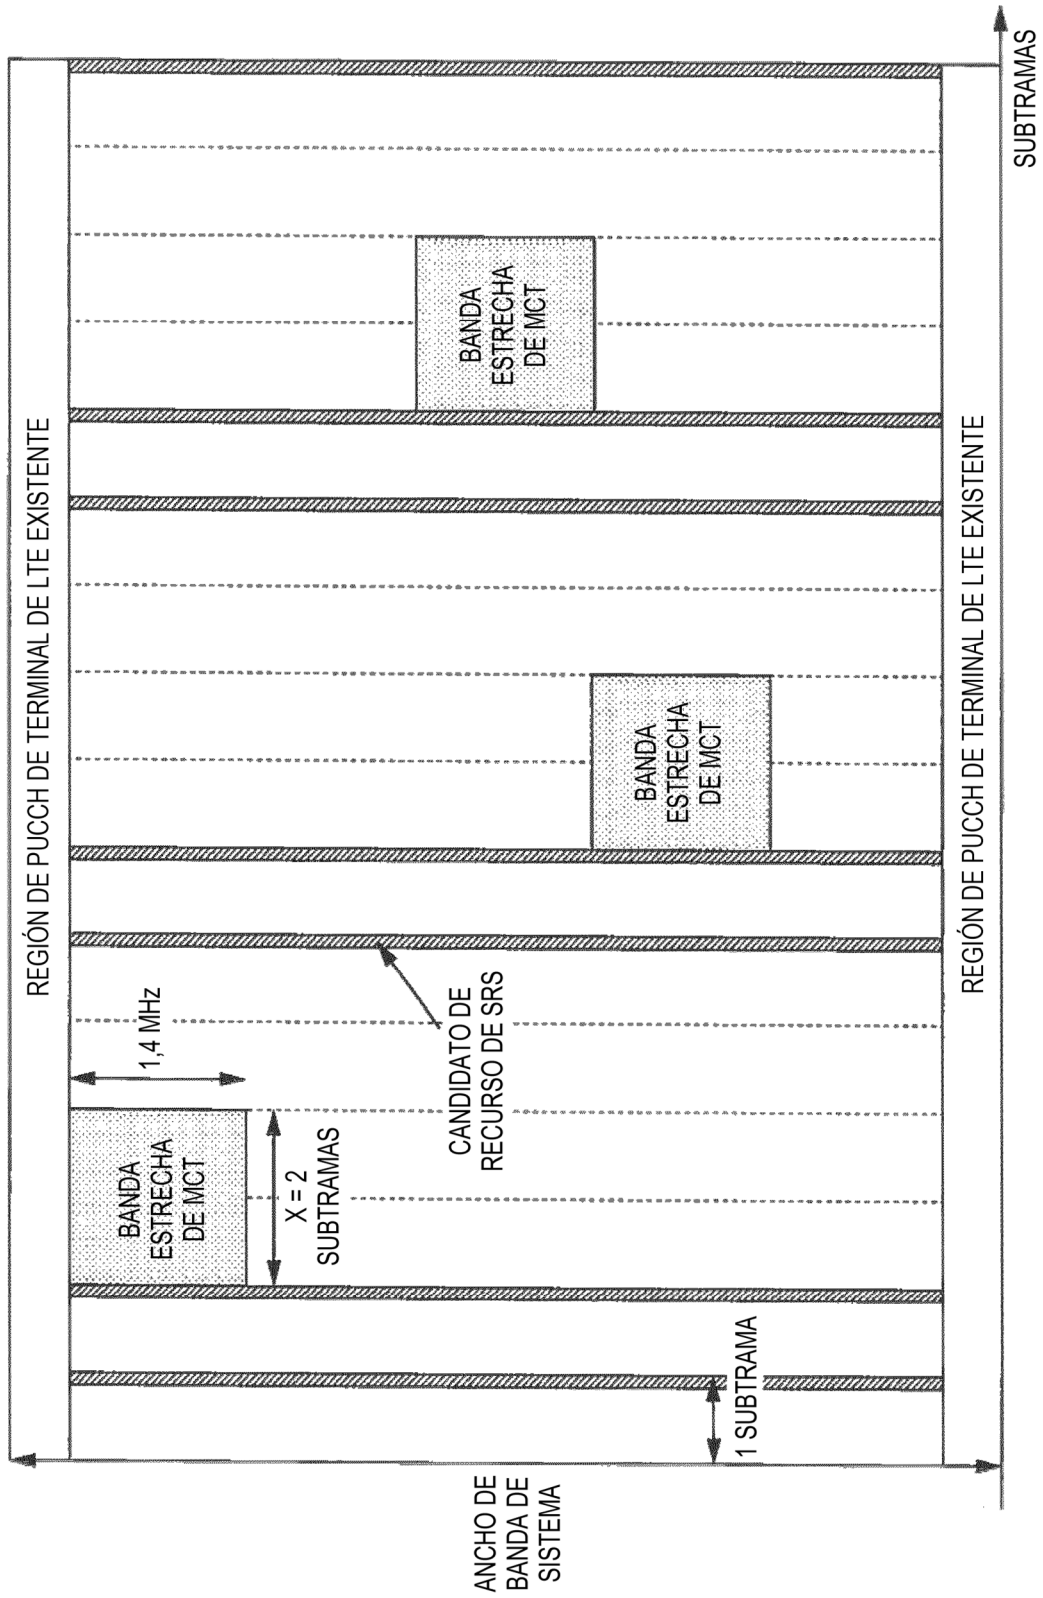 REGIÓN DE PUCCH DE TERMINAL DE LTE EXISTENTE
ANCHO DE
BANDA DE
SISTEMA
BANDA
ESTRECHA
DE MCT
1,4 MHz
X = 2
SUBTRAMAS
CANDIDATO DE
RECURSO DE SRS
1 SUBTRAMA
BANDA
ESTRECHA
DE MCT
BANDA
ESTRECHA
DE MCT
REGIÓN DE PUCCH DE TERMINAL DE LTE EXISTENTE
SUBTRAMAS